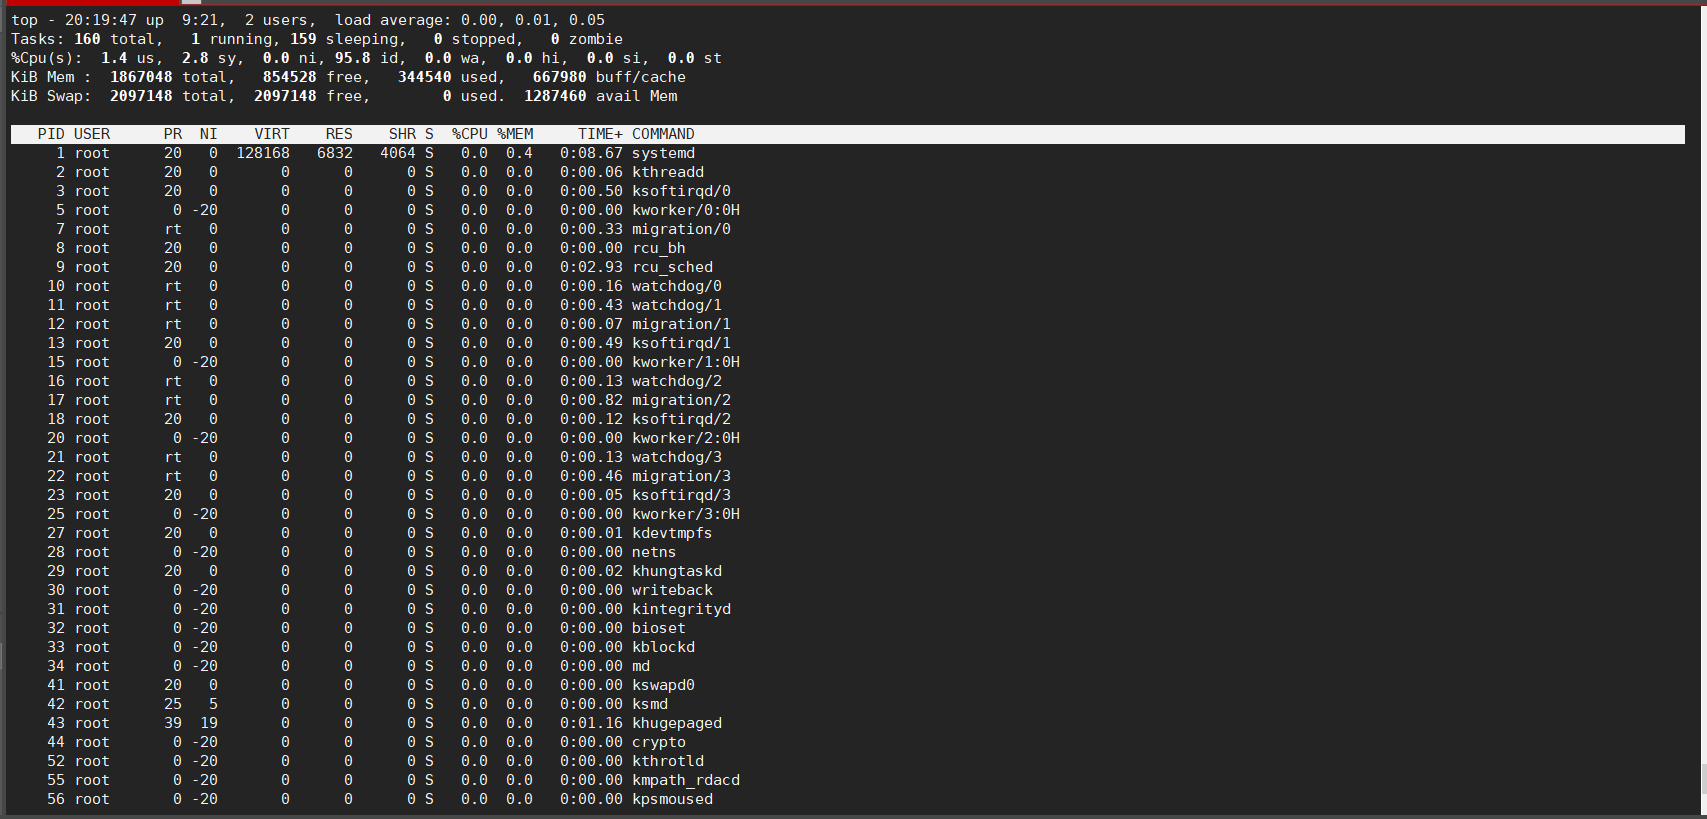 top - 20:19:47 up  9:21,  2 users,  load average: 0.00, 0.01, 0.05
Tasks: 160 total,   1 running, 159 sleeping,   0 stopped,   0 zombie
%Cpu(s):  1.4 us,  2.8 sy,  0.0 ni, 95.8 id,  0.0 wa,  0.0 hi,  0.0 si,  0.0 st
KiB Mem :  1867048 total,   854528 free,   344540 used,   667980 buff/cache
KiB Swap:  2097148 total,  2097148 free,        0 used.  1287460 avail Mem
   PID USER      PR  NI    VIRT    RES    SHR S  %CPU %MEM     TIME+ COMMAND
     1 root      20   0  128168   6832   4064 S   0.0  0.4   0:08.67 systemd
     2 root      20   0       0      0      0 S   0.0  0.0   0:00.06 kthreadd
     3 root      20   0       0      0      0 S   0.0  0.0   0:00.50 ksoftirqd/0
     5 root       0 -20       0      0      0 S   0.0  0.0   0:00.00 kworker/0:0H
     7 root      rt   0       0      0      0 S   0.0  0.0   0:00.33 migration/0
     8 root      20   0       0      0      0 S   0.0  0.0   0:00.00 rcu_bh
     9 root      20   0       0      0      0 S   0.0  0.0   0:02.93 rcu_sched
    10 root      rt   0       0      0      0 S   0.0  0.0   0:00.16 watchdog/0
    11 root      rt   0       0      0      0 S   0.0  0.0   0:00.43 watchdog/1
    12 root      rt   0       0      0      0 S   0.0  0.0   0:00.07 migration/1
    13 root      20   0       0      0      0 S   0.0  0.0   0:00.49 ksoftirqd/1
    15 root       0 -20       0      0      0 S   0.0  0.0   0:00.00 kworker/1:0H
    16 root      rt   0       0      0      0 S   0.0  0.0   0:00.13 watchdog/2
    17 root      rt   0       0      0      0 S   0.0  0.0   0:00.82 migration/2
    18 root      20   0       0      0      0 S   0.0  0.0   0:00.12 ksoftirqd/2
    20 root       0 -20       0      0      0 S   0.0  0.0   0:00.00 kworker/2:0H
    21 root      rt   0       0      0      0 S   0.0  0.0   0:00.13 watchdog/3
    22 root      rt   0       0      0      0 S   0.0  0.0   0:00.46 migration/3
    23 root      20   0       0      0      0 S   0.0  0.0   0:00.05 ksoftirqd/3
    25 root       0 -20       0      0      0 S   0.0  0.0   0:00.00 kworker/3:0H
    27 root      20   0       0      0      0 S   0.0  0.0   0:00.01 kdevtmpfs
    28 root       0 -20       0      0      0 S   0.0  0.0   0:00.00 netns
    29 root      20   0       0      0      0 S   0.0  0.0   0:00.02 khungtaskd
    30 root       0 -20       0      0      0 S   0.0  0.0   0:00.00 writeback
    31 root       0 -20       0      0      0 S   0.0  0.0   0:00.00 kintegrityd
    32 root       0 -20       0      0      0 S   0.0  0.0   0:00.00 bioset
    33 root       0 -20       0      0      0 S   0.0  0.0   0:00.00 kblockd
    34 root       0 -20       0      0      0 S   0.0  0.0   0:00.00 md
    41 root      20   0       0      0      0 S   0.0  0.0   0:00.00 kswapd0
    42 root      25   5       0      0      0 S   0.0  0.0   0:00.00 ksmd
    43 root      39  19       0      0      0 S   0.0  0.0   0:01.16 khugepaged
    44 root       0 -20       0      0      0 S   0.0  0.0   0:00.00 crypto
    52 root       0 -20       0      0      0 S   0.0  0.0   0:00.00 kthrotld
    55 root       0 -20       0      0      0 S   0.0  0.0   0:00.00 kmpath_rdacd
    56 root       0 -20       0      0      0 S   0.0  0.0   0:00.00 kpsmoused